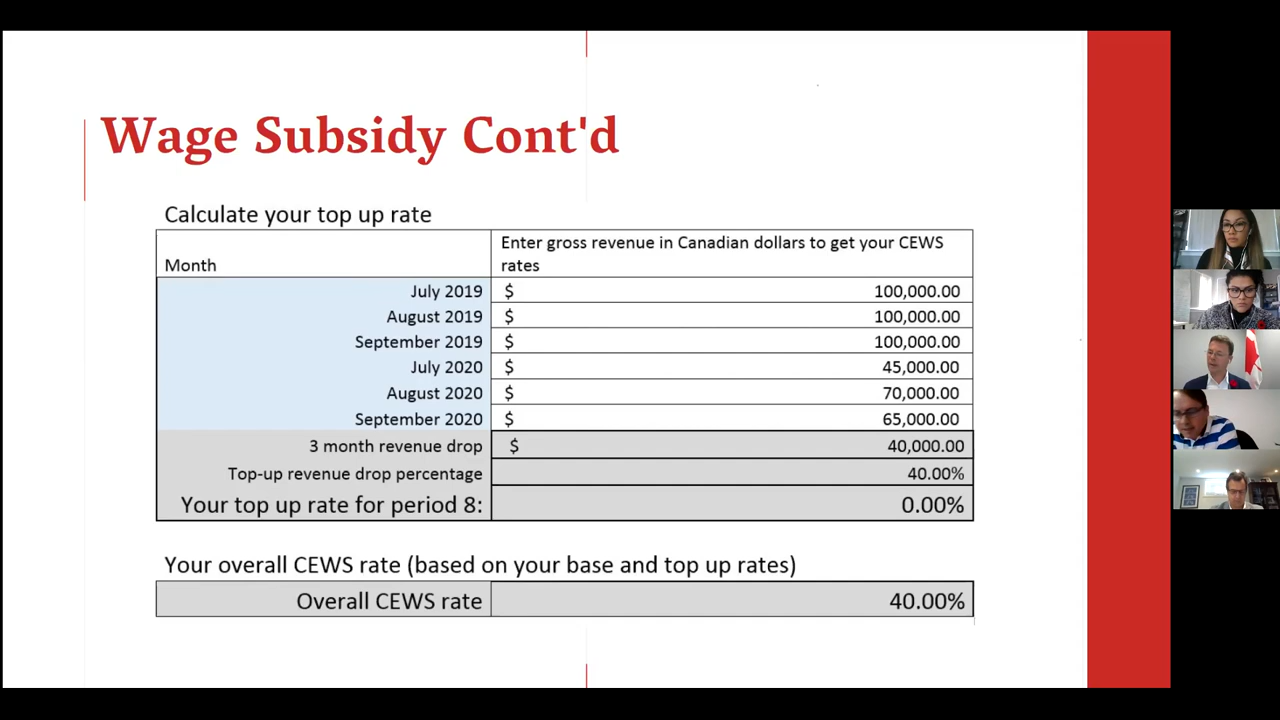 Wage Subsidy Cont'd
Calculate your top up rate
Month
Enter gross revenue in Canadian dollars to get your CEWS
rates
July 2019 $ 100,000.00
August 2019 $ 100,000.00
September 2019 $ 100,000.00
July 2020 $ 45,000.00
August 2020 $ 70,000.00
September 2020 $ 65,000.00
3 month revenue drop $ 40,000.00
Top-up revenue drop percentage 40.00%
Your top up rate for period 8: 0.00%
Your overall CEWS rate (based on your base and top up rates)
Overall CEWS rate 40.00%